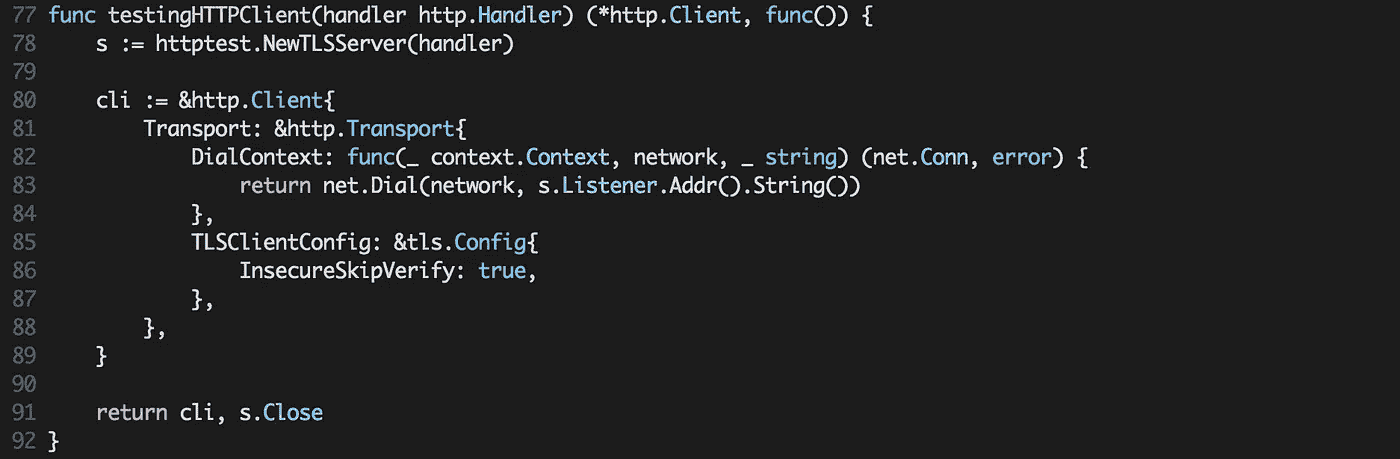 77 func testingHTTPClient(handler http.Handler) (*http.Client, func()) {
78     s := httptest.NewTLSServer(handler)
79
80     cli := &http.Client{
81         Transport: &http.Transport{
82             DialContext: func(_ context.Context, network, _ string) (net.Conn, error) {
83                 return net.Dial(network, s.Listener.Addr().String())
84             },
85             TLSClientConfig: &tls.Config{
86                 InsecureSkipVerify: true,
87             },
88         },
89     }
90
91     return cli, s.Close
92 }